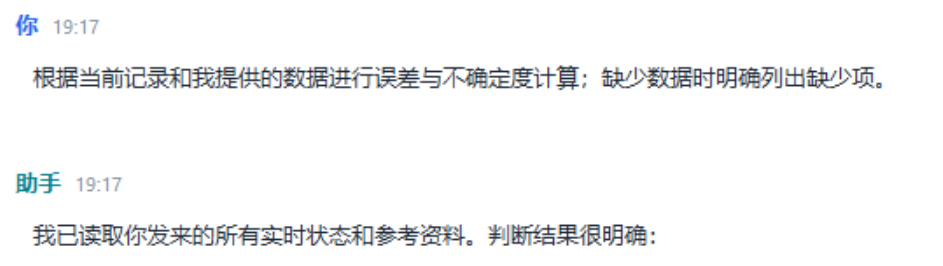 你 19:17
根据当前记录和我提供的数据进行误差与不确定度计算；缺少数据时明确列出缺少项。
助手 19:17
我已读取你发来的所有实时状态和参考资料。判断结果很明确：